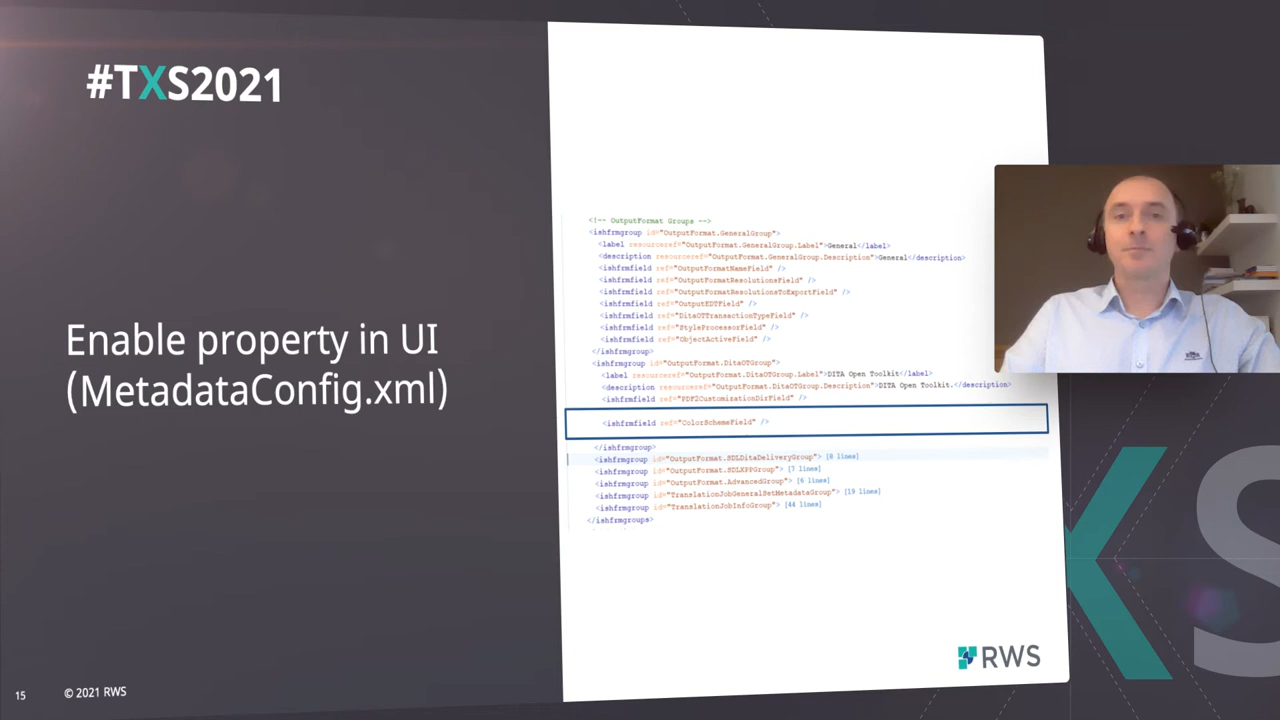 #TXS2021
Enable property in UI
(MetadataConfig.xml)
<!-- OutputFormat Groups -->
<ishfrmgroup id="OutputFormat.GeneralGroup">
<label resourceref="OutputFormat.GeneralGroup.Label">General</label>
<description resourceref="OutputFormat.GeneralGroup.Description">General</description>
<ishfrmfield ref="OutputFormatNameField" />
<ishfrmfield ref="OutputFormatResolutionsField" />
<ishfrmfield ref="OutputFormatResolutionsToExportField" />
<ishfrmfield ref="OutputEDTField" />
<ishfrmfield ref="DitaOTTransactionTypeField" />
<ishfrmfield ref="StyleProcessorField" />
<ishfrmfield ref="ObjectActiveField" />
</ishfrmgroup>
<ishfrmgroup id="OutputFormat.DitaOTGroup">
<label resourceref="OutputFormat.DitaOTGroup.Label">DITA Open Toolkit</label>
<description resourceref="OutputFormat.DitaOTGroup.Description">DITA Open Toolkit.</description>
<ishfrmfield ref="PDF2CustomizationDirField" />
<ishfrmfield ref="ColorSchemeField" />
</ishfrmgroup>
<ishfrmgroup id="OutputFormat.SDLDitaDeliveryGroup"> [8 lines]
<ishfrmgroup id="OutputFormat.SDLXPPGroup"> [7 lines]
<ishfrmgroup id="OutputFormat.AdvancedGroup"> [6 lines]
<ishfrmgroup id="TranslationJobGeneralSetMetadataGroup"> [19 lines]
<ishfrmgroup id="TranslationJobInfoGroup"> [44 lines]
</ishfrmgroups>
RWS
15 © 2021 RWS